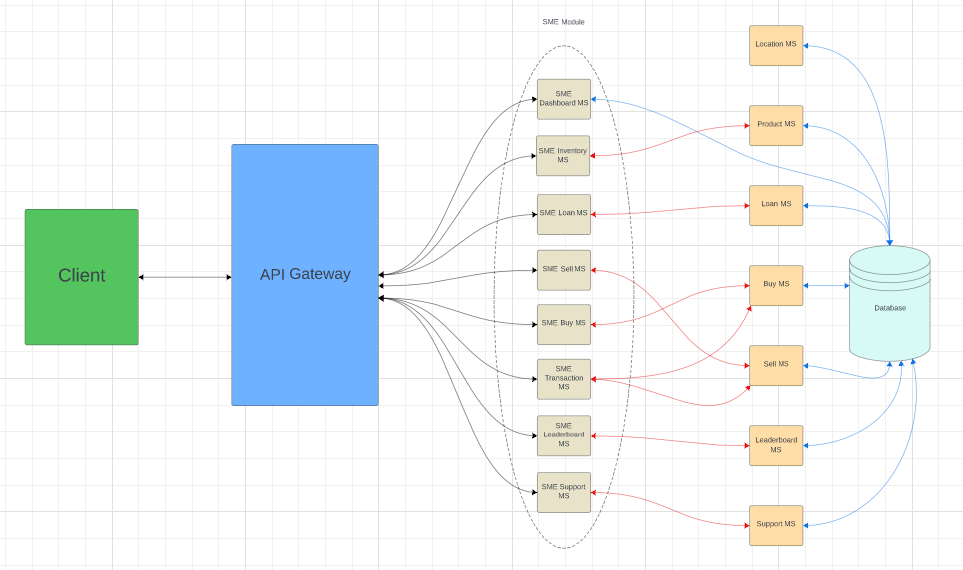 SME Module
Location MS
SME
Dashboard MS
Product MS
SME Inventory
MS
Loan MS
SME Loan MS
Client
API Gateway
SME Sell MS
Buy MS
Database
SME Buy MS
SME
Transaction
MS
Sell MS
SME
Leaderboard
MS
Leaderboard
MS
SME Support
MS
Support MS